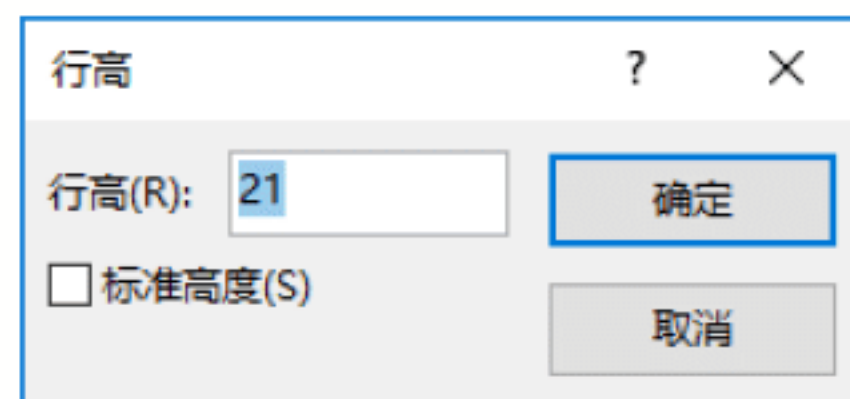 行高 ? ×
行高(R): 21
确定
标准高度(S)
取消